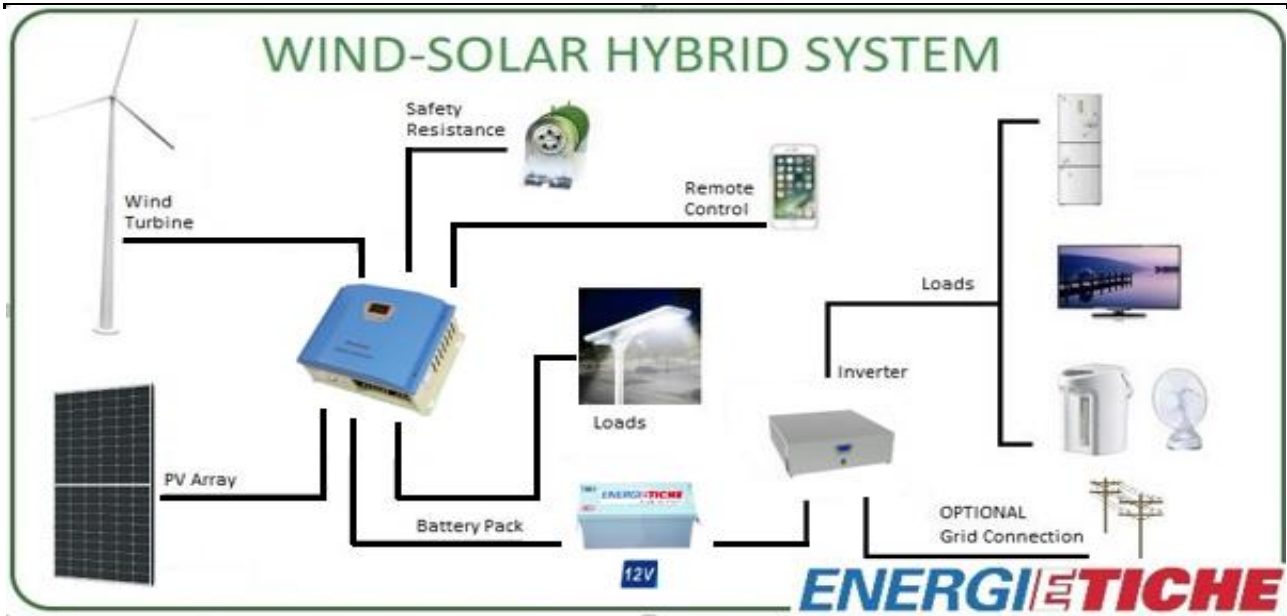 WIND-SOLAR HYBRID SYSTEM
Safety
Resistance
Remote
Control
Wind
Turbine
Loads
Inverter
Loads
PV Array
ENERGIETICHE
Battery Pack
OPTIONAL
Grid Connection
12V
ENERGIETICHE